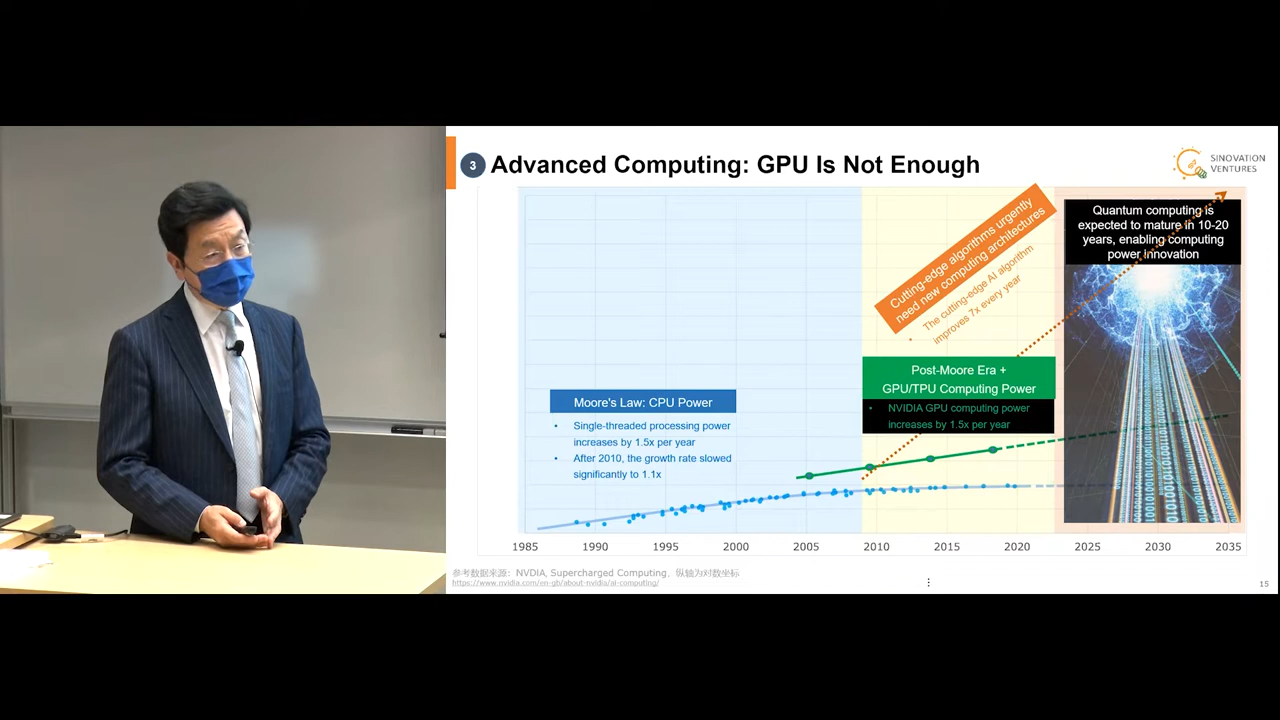 3 Advanced Computing: GPU Is Not Enough
SINOVATION
VENTURES
Quantum computing is
expected to mature in 10-20
years, enabling computing
power innovation
Cutting-edge algorithms urgently
need new computing architectures
• The cutting-edge AI algorithm
improves 7x every year
Post-Moore Era +
GPU/TPU Computing Power
• NVIDIA GPU computing power
increases by 1.5x per year
Moore's Law: CPU Power
• Single-threaded processing power
increases by 1.5x per year
• After 2010, the growth rate slowed
significantly to 1.1x
1985 1990 1995 2000 2005 2010 2015 2020 2025 2030 2035
参考数据来源：NVDIA, Supercharged Computing，纵轴为对数坐标
https://www.nvidia.com/en-gb/about-nvidia/ai-computing/
15